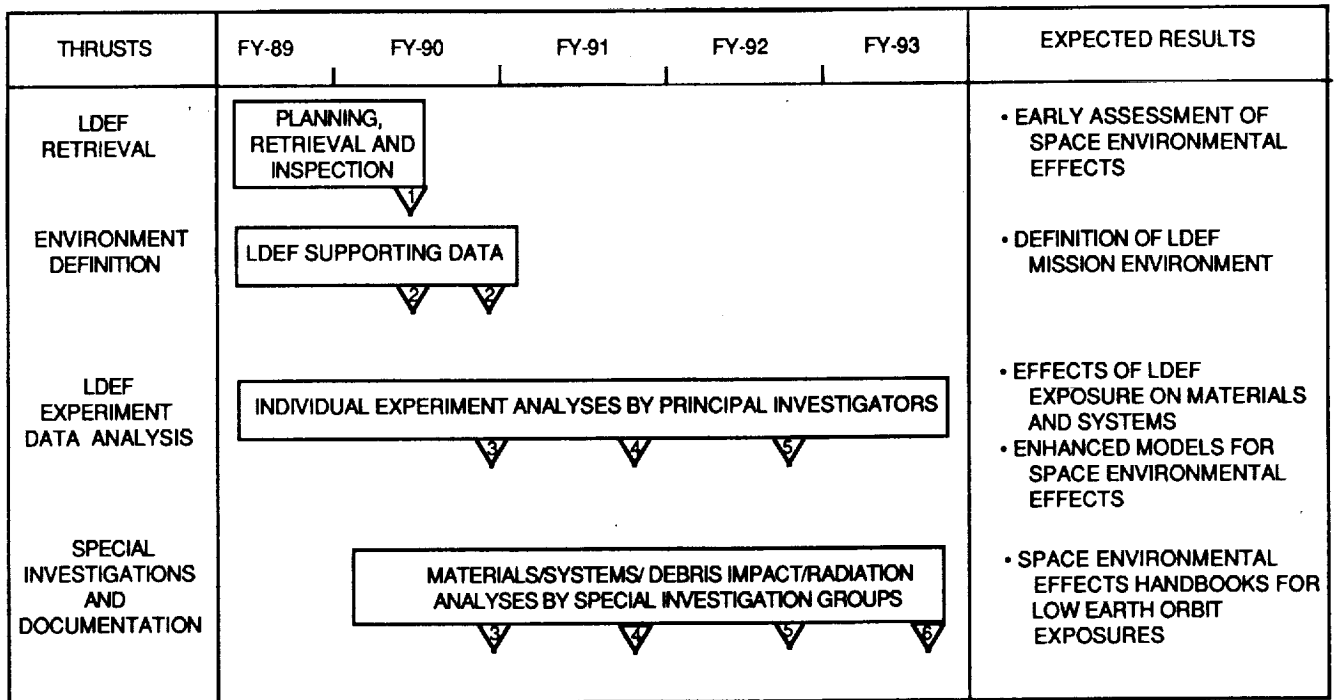 THRUSTS
FY-89 FY-90 FY-91 FY-92 FY-93
EXPECTED RESULTS
LDEF
RETRIEVAL
PLANNING,
RETRIEVAL AND
INSPECTION
1
• EARLY ASSESSMENT OF
SPACE ENVIRONMENTAL
EFFECTS
ENVIRONMENT
DEFINITION
LDEF SUPPORTING DATA
2 2
• DEFINITION OF LDEF
MISSION ENVIRONMENT
LDEF
EXPERIMENT
DATA ANALYSIS
INDIVIDUAL EXPERIMENT ANALYSES BY PRINCIPAL INVESTIGATORS
3 4 5
• EFFECTS OF LDEF
EXPOSURE ON MATERIALS
AND SYSTEMS
• ENHANCED MODELS FOR
SPACE ENVIRONMENTAL
EFFECTS
SPECIAL
INVESTIGATIONS
AND
DOCUMENTATION
MATERIALS/SYSTEMS/ DEBRIS IMPACT/RADIATION
ANALYSES BY SPECIAL INVESTIGATION GROUPS
3 4 5 6
• SPACE ENVIRONMENTAL
EFFECTS HANDBOOKS FOR
LOW EARTH ORBIT
EXPOSURES